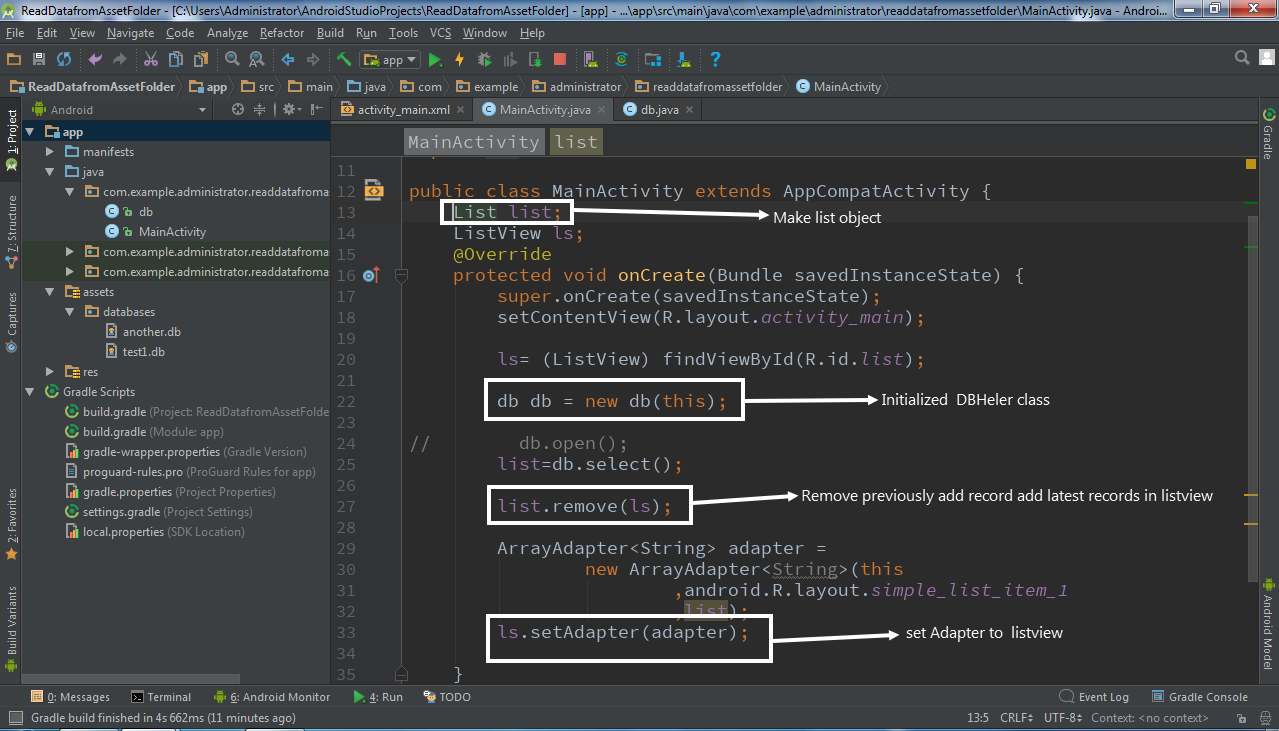 ReadDatafromAssetFolder - [C:\Users\Administrator\AndroidStudioProjects\ReadDatafromAssetFolder] - [app] - ...\app\src\main\java\com\example\administrator\readdatafromassetfolder\MainActivity.java - Androi...
File Edit View Navigate Code Analyze Refactor Build Run Tools VCS Window Help
app
ReadDatafromAssetFolder app src main java com example administrator readdatafromassetfolder MainActivity
Android
activity_main.xml MainActivity.java db.java
MainActivity list
1: Project
7: Structure
Captures
2: Favorites
Build Variants
app
manifests
java
com.example.administrator.readdatafroma
db
MainActivity
com.example.administrator.readdatafroma
com.example.administrator.readdatafroma
assets
databases
another.db
test1.db
res
Gradle Scripts
build.gradle (Project: ReadDatafromAssetFolde
build.gradle (Module: app)
gradle-wrapper.properties (Gradle Version)
proguard-rules.pro (ProGuard Rules for app)
gradle.properties (Project Properties)
settings.gradle (Project Settings)
local.properties (SDK Location)
11
12 public class MainActivity extends AppCompatActivity {
13 List list; Make list object
14 ListView ls;
15 @Override
16 protected void onCreate(Bundle savedInstanceState) {
17 super.onCreate(savedInstanceState);
18 setContentView(R.layout.activity_main);
19
20 ls= (ListView) findViewById(R.id.list);
21
22 db db = new db(this); Initialized DBHeler class
23
24 // db.open();
25 list=db.select();
26
27 list.remove(ls); Remove previously add record add latest records in listview
28
29 ArrayAdapter<String> adapter =
30 new ArrayAdapter<String>(this
31 ,android.R.layout.simple_list_item_1
32 ,list);
33 ls.setAdapter(adapter); set Adapter to listview
34
35 }
Gradle
Android Model
0: Messages Terminal 6: Android Monitor 4: Run TODO Event Log Gradle Console
Gradle build finished in 4s 662ms (11 minutes ago) 13:5 CRLF UTF-8 Context: <no context>